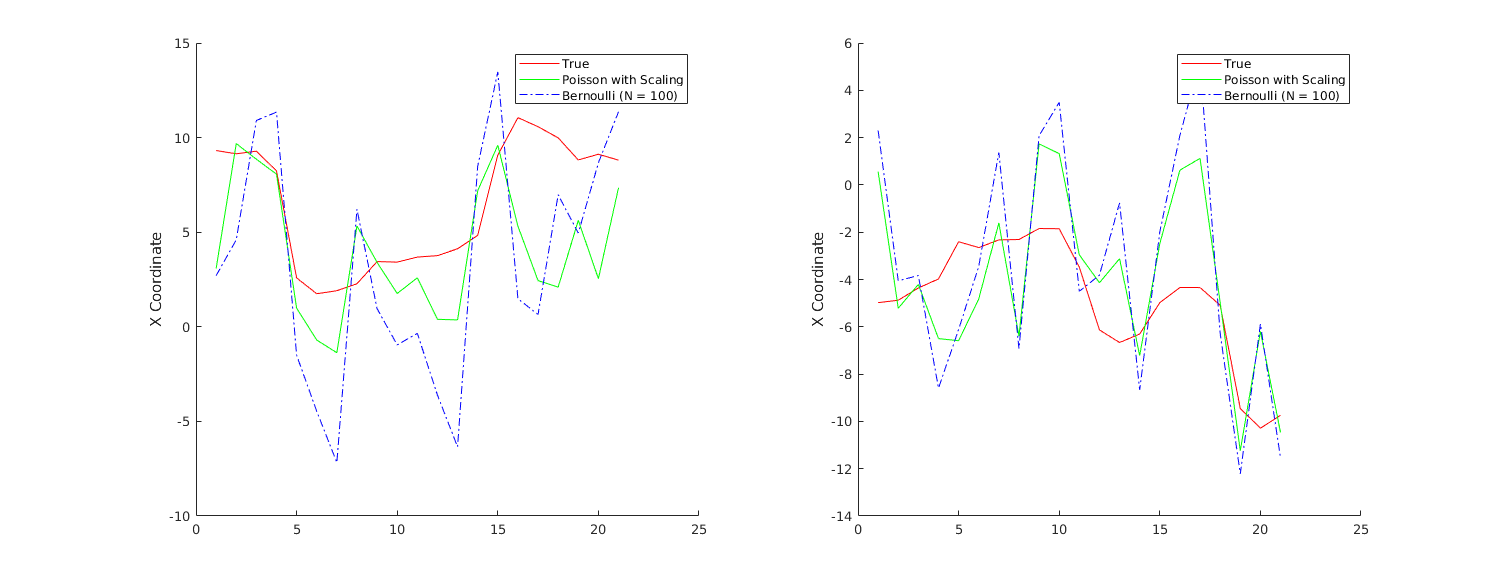 15
10
5
0
-5
-10
X Coordinate
0 5 10 15 20 25
True
Poisson with Scaling
Bernoulli (N = 100)
6
4
2
0
-2
-4
-6
-8
-10
-12
-14
X Coordinate
0 5 10 15 20 25
True
Poisson with Scaling
Bernoulli (N = 100)